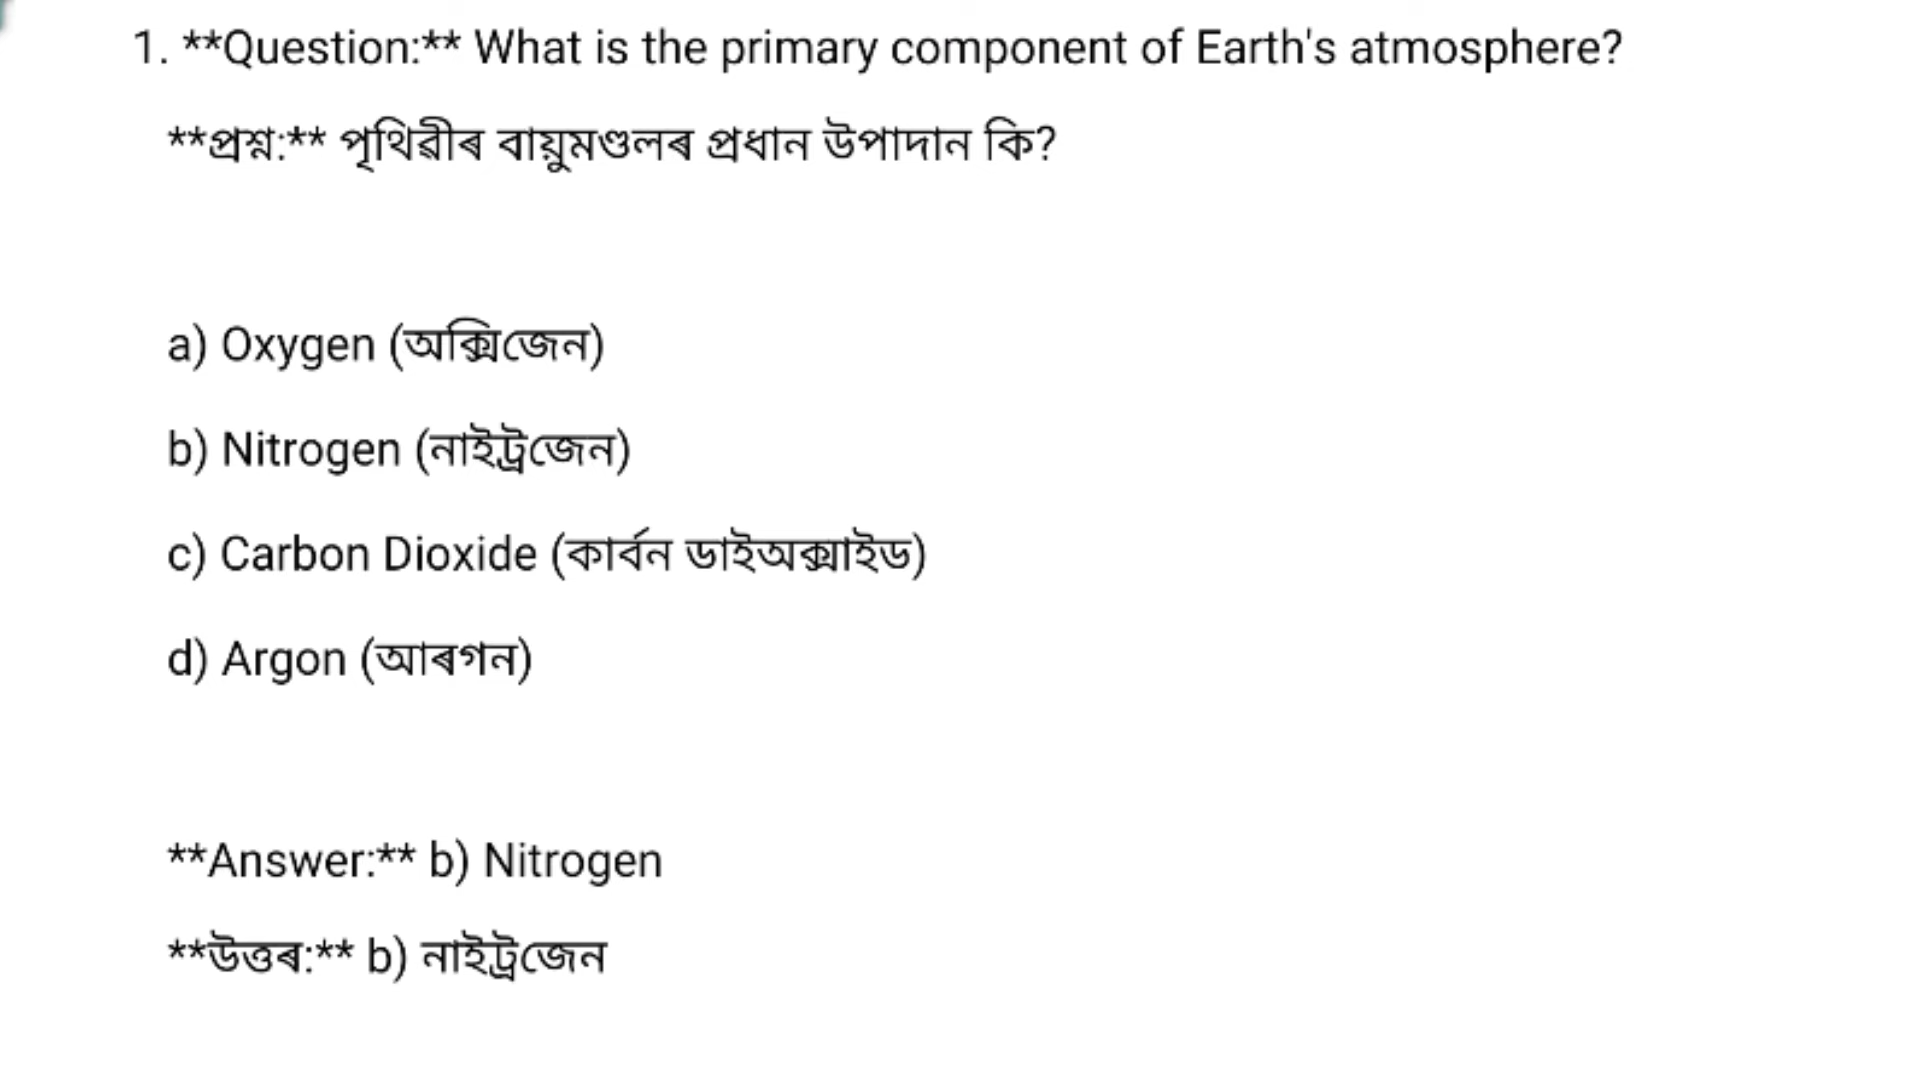 1. **Question:** What is the primary component of Earth's atmosphere?
**প্ৰশ্ন:** পৃথিৱীৰ বায়ুমণ্ডলৰ প্ৰধান উপাদান কি?
a) Oxygen (অক্সিজেন)
b) Nitrogen (নাইট্ৰজেন)
c) Carbon Dioxide (কাৰ্বন ডাইঅক্সাইড)
d) Argon (আৰগন)
**Answer:** b) Nitrogen
**উত্তৰ:** b) নাইট্ৰজেন